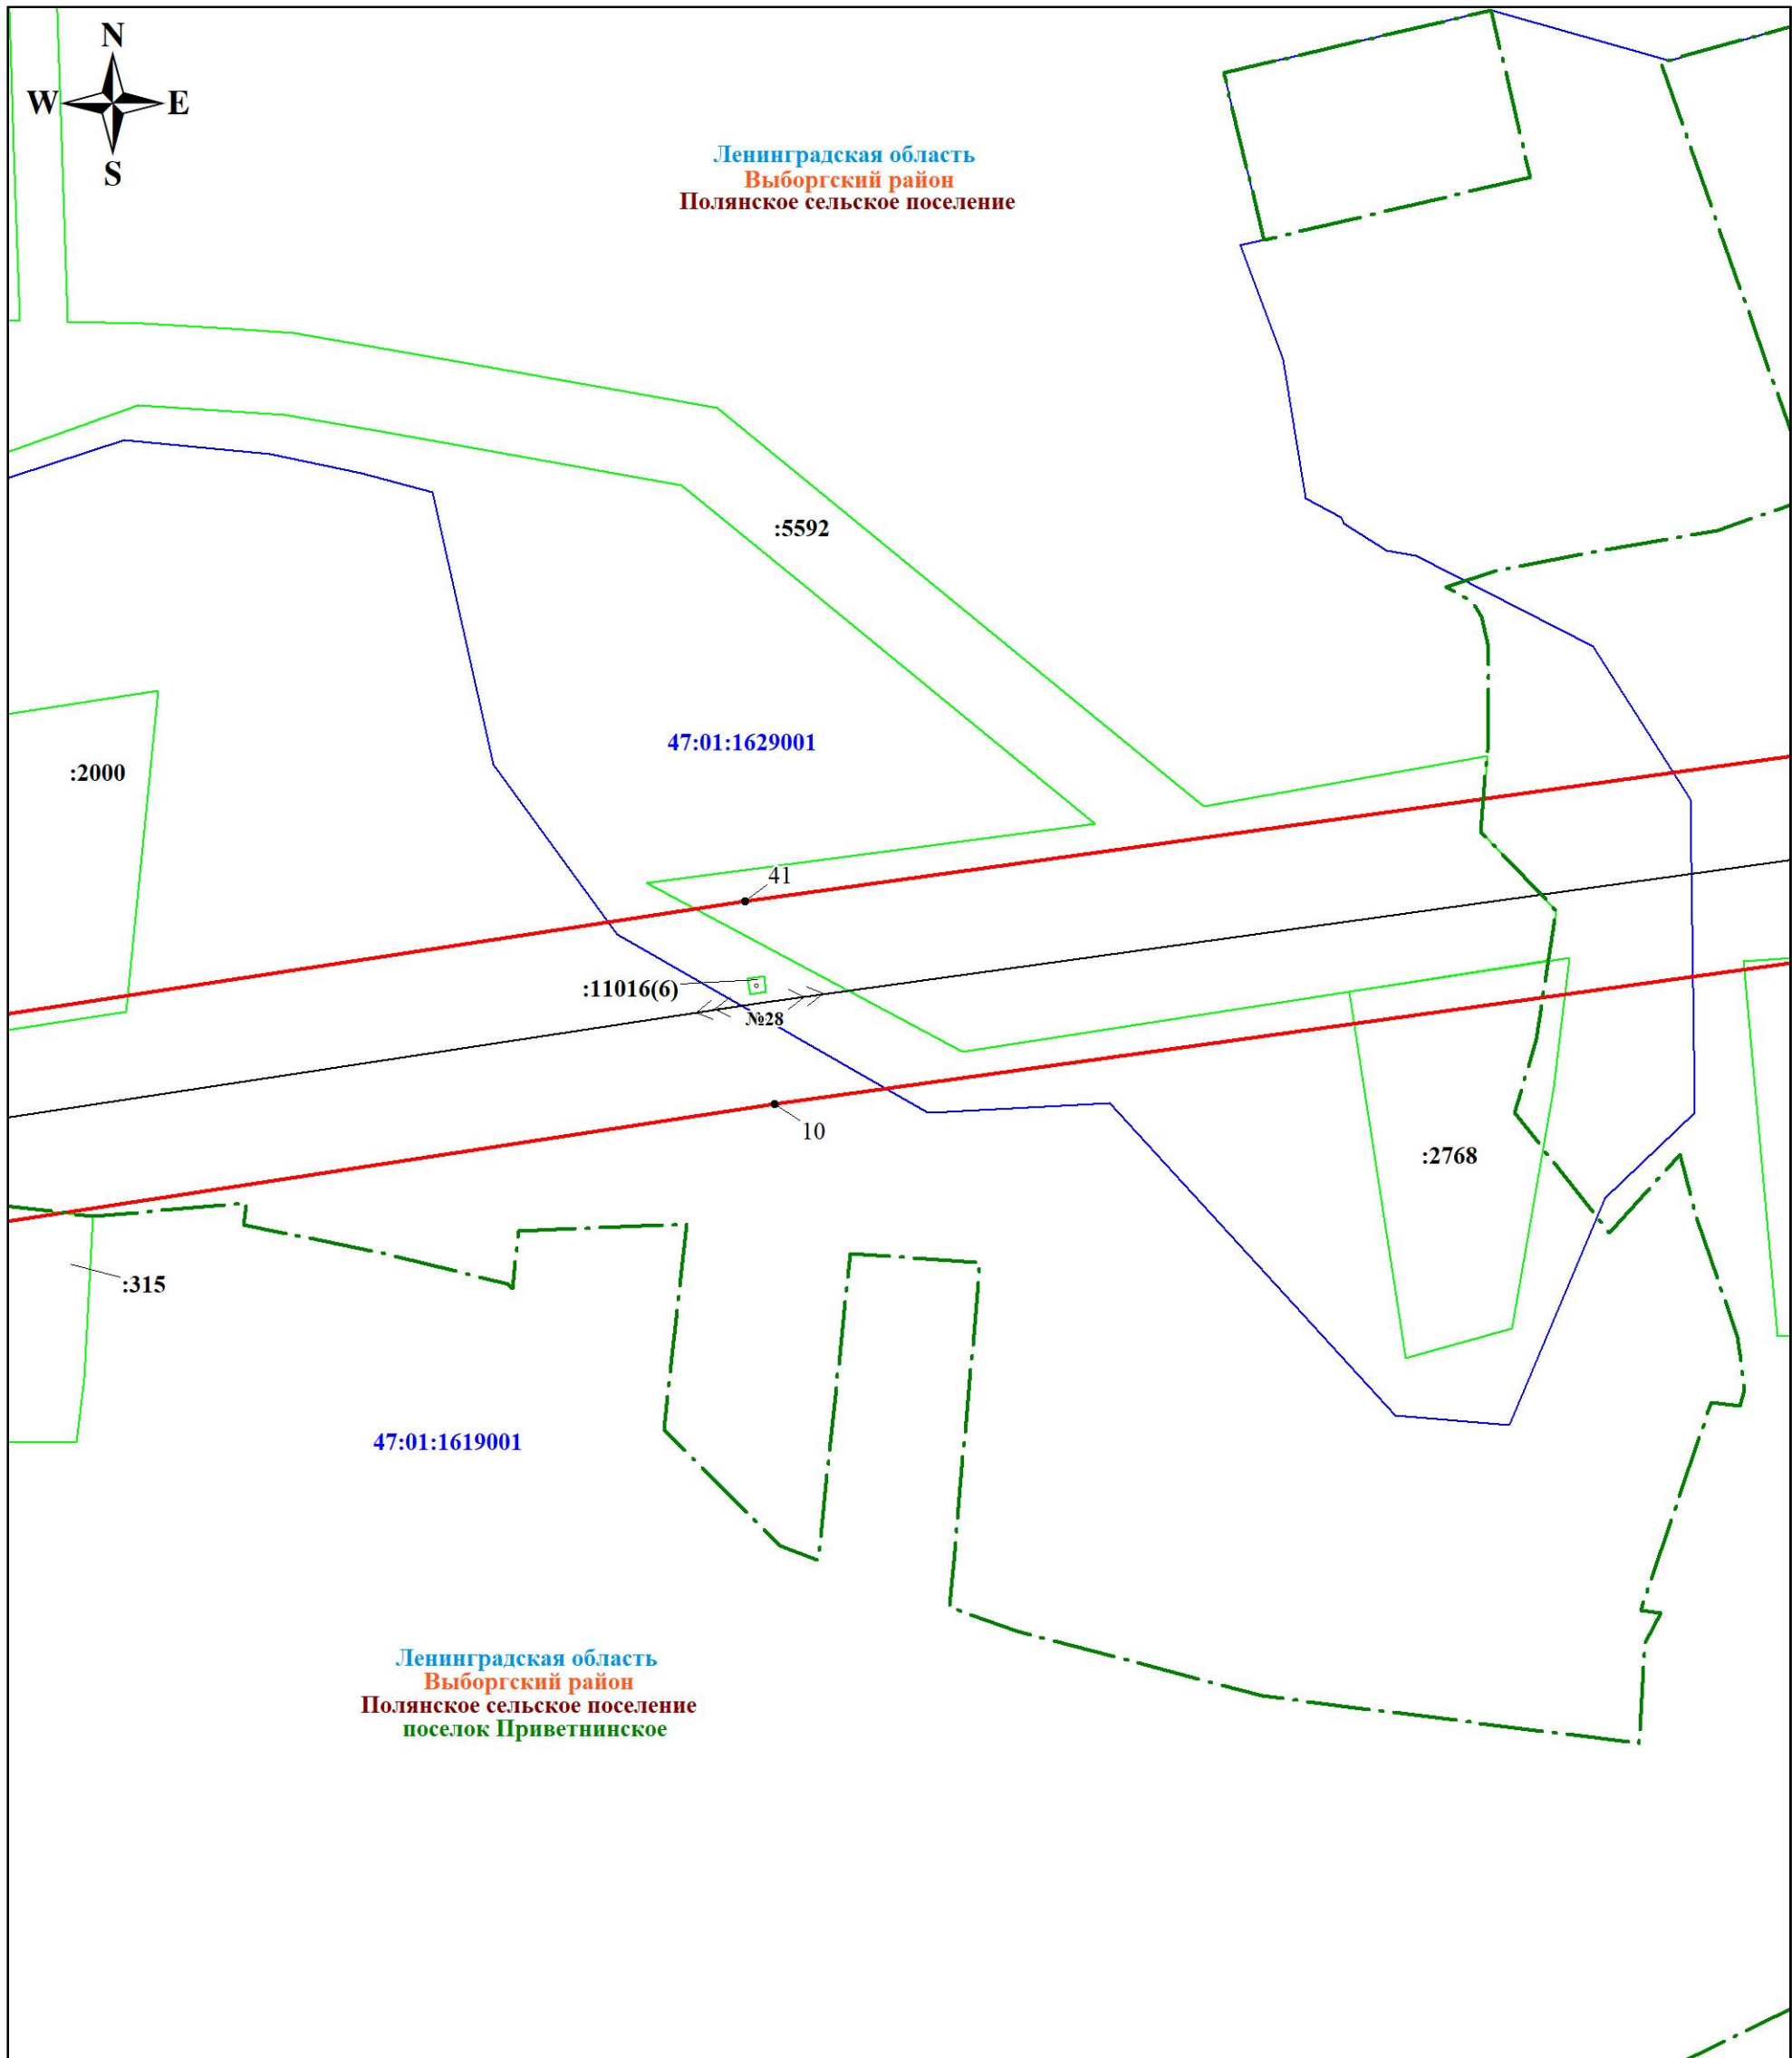 N
W E
S
Ленинградская область
Выборгский район
Полянское сельское поселение
:5592
47:01:1629001
:2000
41
:11016(6)
№28
10
:2768
:315
47:01:1619001
Ленинградская область
Выборгский район
Полянское сельское поселение
поселок Приветнинское